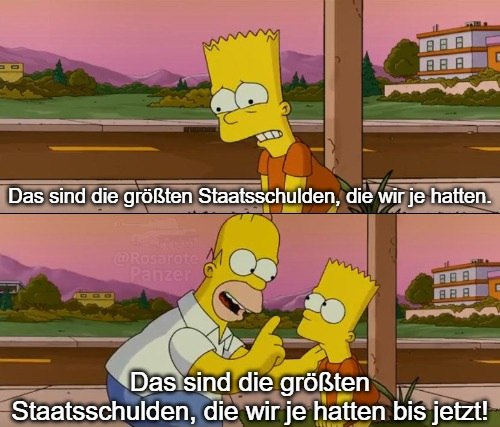 Das sind die größten Staatsschulden, die wir je hatten.
@Rosarote
Panzer
Das sind die größten
Staatsschulden, die wir je hatten bis jetzt!